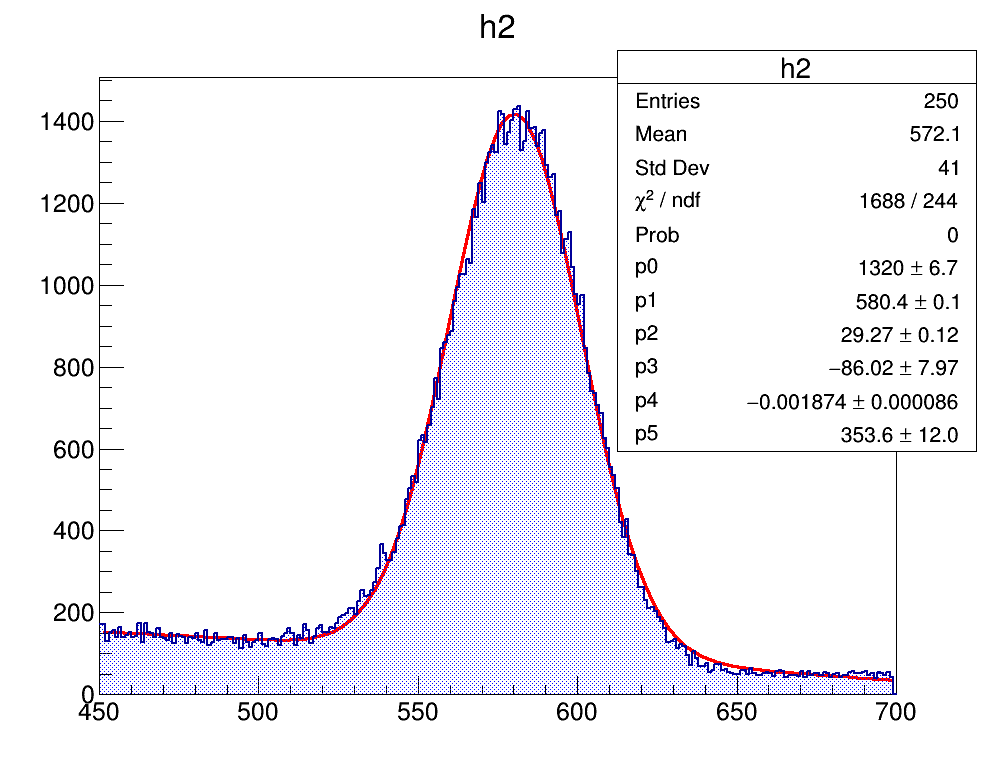 h2
h2
Entries 250
Mean 572.1
Std Dev 41
χ² / ndf 1688 / 244
Prob 0
p0 1320 ± 6.7
p1 580.4 ± 0.1
p2 29.27 ± 0.12
p3 −86.02 ± 7.97
p4 −0.001874 ± 0.000086
p5 353.6 ± 12.0
1400
1200
1000
800
600
400
200
0
450 500 550 600 650 700